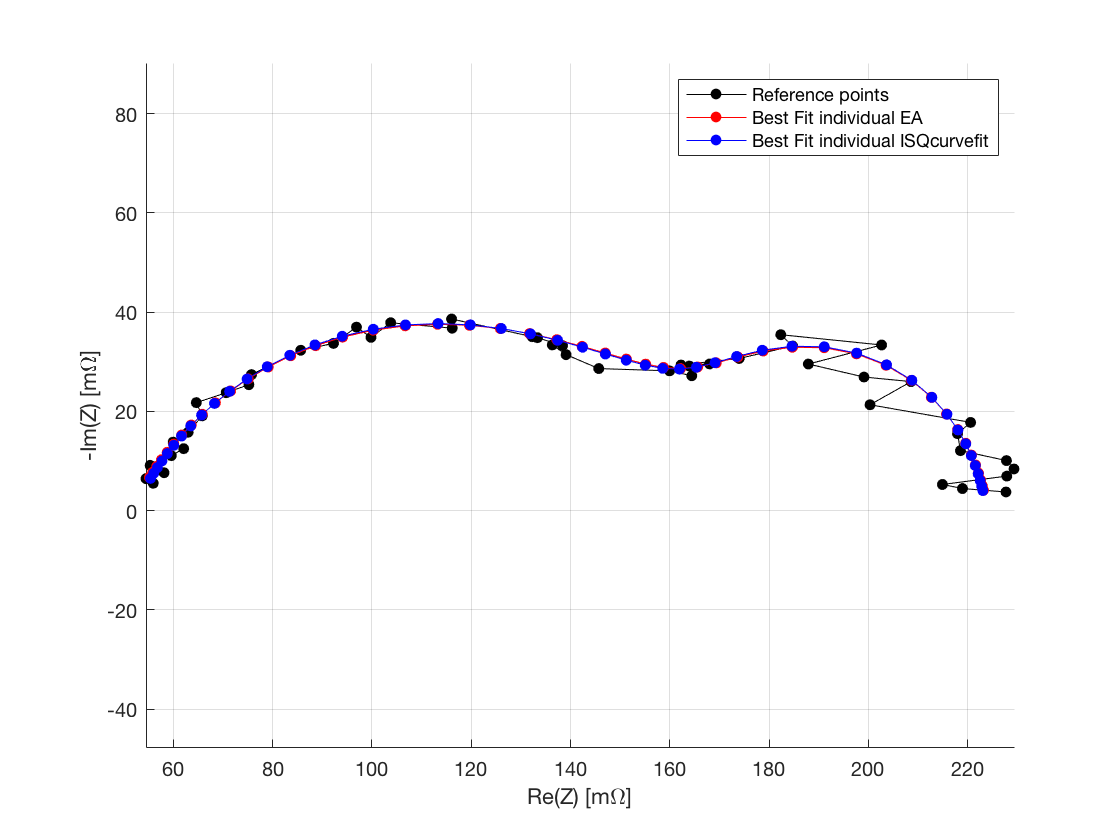 Reference points
Best Fit individual EA
Best Fit individual ISQcurvefit
80
60
40
20
0
-20
-40
-Im(Z) [mΩ]
60 80 100 120 140 160 180 200 220
Re(Z) [mΩ]